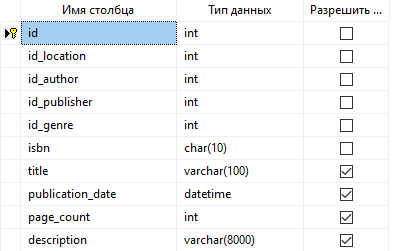 Имя столбца Тип данных Разрешить ...
id int
id_location int
id_author int
id_publisher int
id_genre int
isbn char(10)
title varchar(100)
publication_date datetime
page_count int
description varchar(8000)